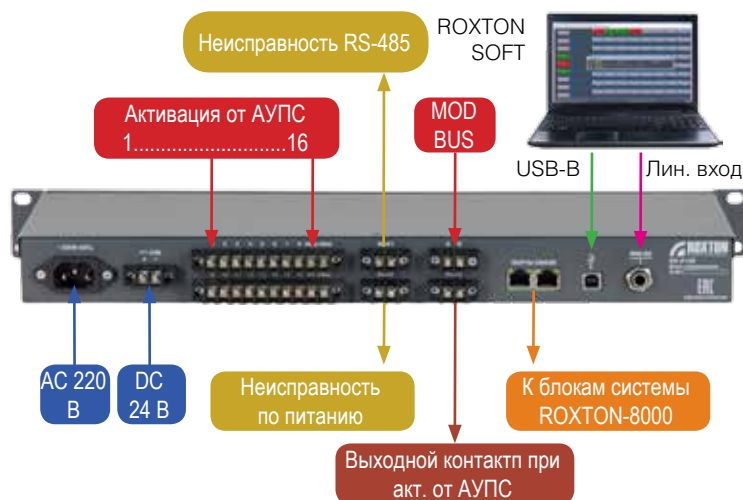 Неисправность RS-485
ROXTON
SOFT
Активация от АУПС
1............................16
MOD
BUS
USB-B
Лин. вход
ROXTON
AC 220
В
DC
24 В
Неисправность
по питанию
К блокам системы
ROXTON-8000
Выходной контактп при
акт. от АУПС